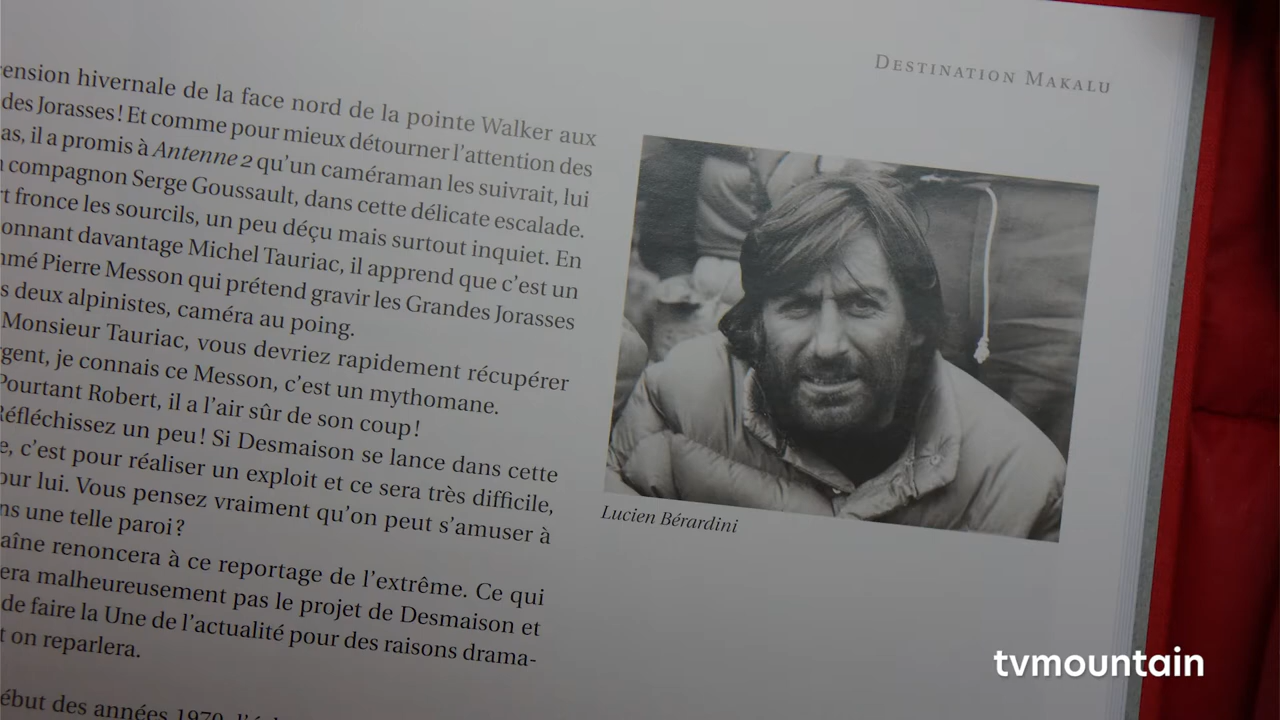 DESTINATION MAKALU
ension hivernale de la face nord de la pointe Walker aux
des Jorasses ! Et comme pour mieux détourner l'attention des
as, il a promis à Antenne 2 qu'un caméraman les suivrait, lui
compagnon Serge Goussault, dans cette délicate escalade.
rt fronce les sourcils, un peu déçu mais surtout inquiet. En
onnant davantage Michel Tauriac, il apprend que c'est un
mmé Pierre Messon qui prétend gravir les Grandes Jorasses
s deux alpinistes, caméra au poing.
Monsieur Tauriac, vous devriez rapidement récupérer
rgent, je connais ce Messon, c'est un mythomane.
Pourtant Robert, il a l'air sûr de son coup !
Réfléchissez un peu ! Si Desmaison se lance dans cette
e, c'est pour réaliser un exploit et ce sera très difficile,
our lui. Vous pensez vraiment qu'on peut s'amuser à
ns une telle paroi ?
aîne renoncera à ce reportage de l'extrême. Ce qui
era malheureusement pas le projet de Desmaison et
de faire la Une de l'actualité pour des raisons drama-
t on reparlera.
ébut des années 1970, l'é
Lucien Bérardini
tvmountain